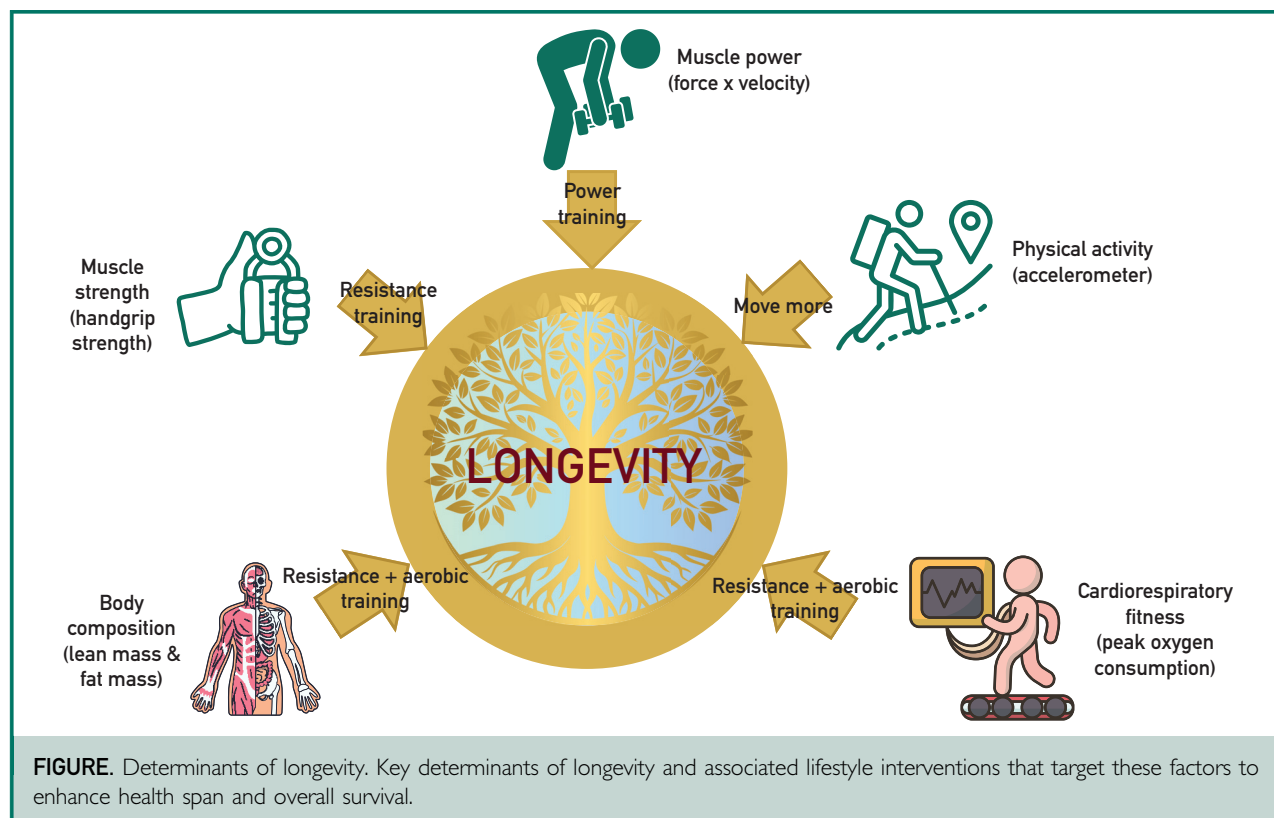 Muscle power
(force x velocity)
Power
training
Muscle
strength
(handgrip
strength)
Resistance
training
Move more
Physical activity
(accelerometer)
LONGEVITY
Body
composition
(lean mass &
fat mass)
Resistance + aerobic
training
Resistance + aerobic
training
Cardiorespiratory
fitness
(peak oxygen
consumption)
FIGURE. Determinants of longevity. Key determinants of longevity and associated lifestyle interventions that target these factors to
enhance health span and overall survival.